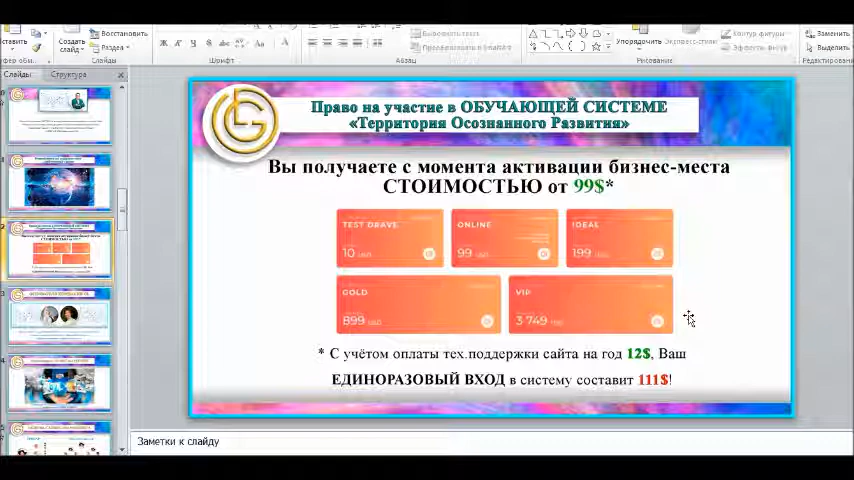 Восстановить
Заменить
Создать
слайд
Раздел
Выделить
Упорядочить
Экспресс-стили
Контур фигуры
Слайды
Шрифт
Абзац
Рисование
Слайды
Структура
Право на участие в ОБУЧАЮЩЕЙ СИСТЕМЕ
«Территория Осознанного Развития»
Вы получаете с момента активации бизнес-места
СТОИМОСТЬЮ от 99$*
TEST DRAVE
ONLINE
IDEAL
10
99
199
GOLD
VIP
899
3 749
* С учётом оплаты тех.поддержки сайта на год 12$, Ваш
ЕДИНОРАЗОВЫЙ ВХОД в систему составит 111$!
Заметки к слайду